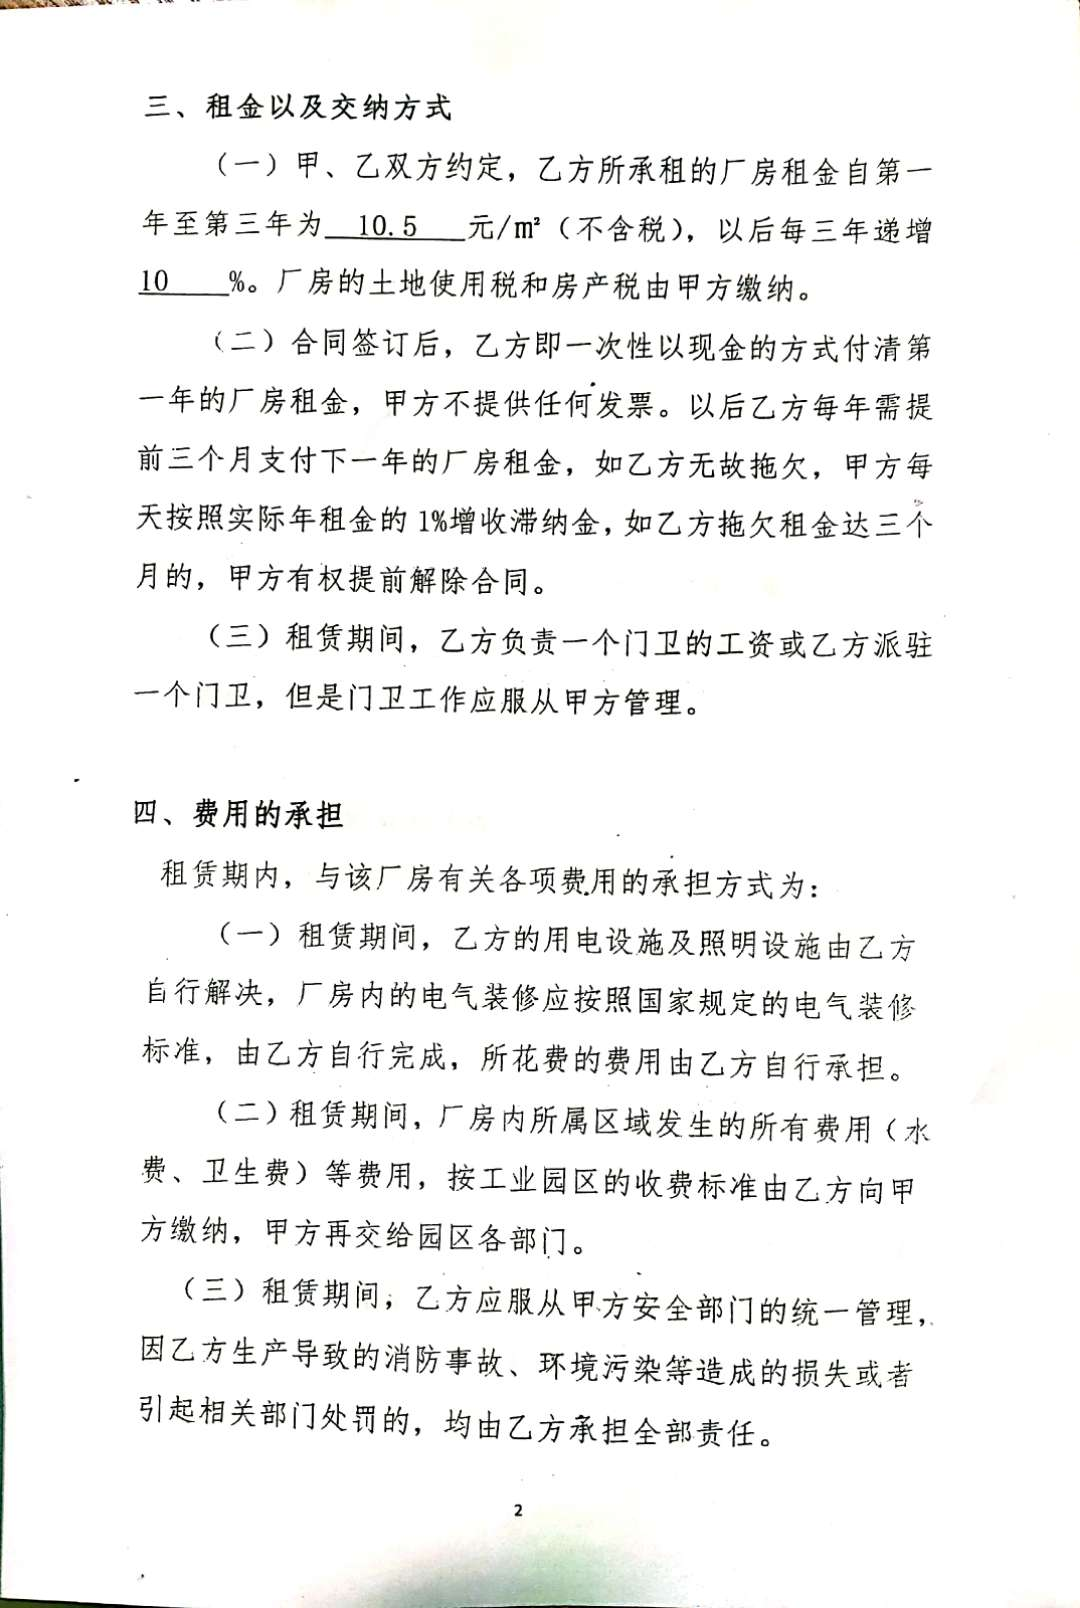 三、租金以及交纳方式
（一）甲、乙双方约定，乙方所承租的厂房租金自第一
年至第三年为 10.5 元/㎡（不含税），以后每三年递增
10 %。厂房的土地使用税和房产税由甲方缴纳。
（二）合同签订后，乙方即一次性以现金的方式付清第
一年的厂房租金，甲方不提供任何发票。以后乙方每年需提
前三个月支付下一年的厂房租金，如乙方无故拖欠，甲方每
天按照实际年租金的1%增收滞纳金，如乙方拖欠租金达三个
月的，甲方有权提前解除合同。
（三）租赁期间，乙方负责一个门卫的工资或乙方派驻
一个门卫，但是门卫工作应服从甲方管理。
四、费用的承担
租赁期内，与该厂房有关各项费用的承担方式为：
（一）租赁期间，乙方的用电设施及照明设施由乙方
自行解决，厂房内的电气装修应按照国家规定的电气装修
标准，由乙方自行完成，所花费的费用由乙方自行承担。
（二）租赁期间，厂房内所属区域发生的所有费用（水
费、卫生费）等费用，按工业园区的收费标准由乙方向甲
方缴纳，甲方再交给园区各部门。
（三）租赁期间，乙方应服从甲方安全部门的统一管理，
因乙方生产导致的消防事故、环境污染等造成的损失或者
引起相关部门处罚的，均由乙方承担全部责任。
2